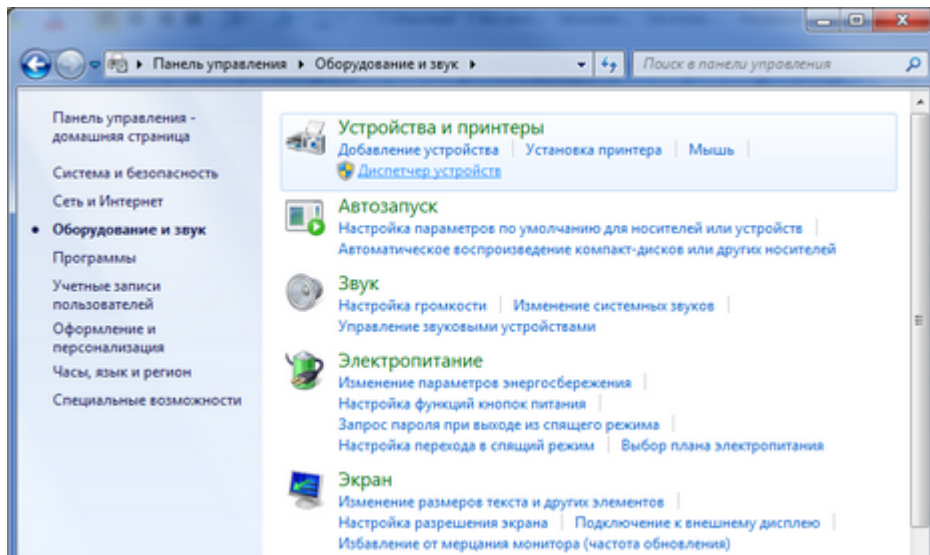 Панель управления ▸ Оборудование и звук ▸
Поиск в панели управления
Панель управления -
домашняя страница
Система и безопасность
Сеть и Интернет
Оборудование и звук
Программы
Учетные записи
пользователей
Оформление и
персонализация
Часы, язык и регион
Специальные возможности
Устройства и принтеры
Добавление устройства | Установка принтера | Мышь |
Диспетчер устройств
Автозапуск
Настройка параметров по умолчанию для носителей или устройств |
Автоматическое воспроизведение компакт-дисков или других носителей
Звук
Настройка громкости | Изменение системных звуков |
Управление звуковыми устройствами
Электропитание
Изменение параметров энергосбережения |
Настройка функций кнопок питания |
Запрос пароля при выходе из спящего режима |
Настройка перехода в спящий режим | Выбор плана электропитания
Экран
Изменение размеров текста и других элементов |
Настройка разрешения экрана | Подключение к внешнему дисплею |
Избавление от мерцания монитора (частота обновления)